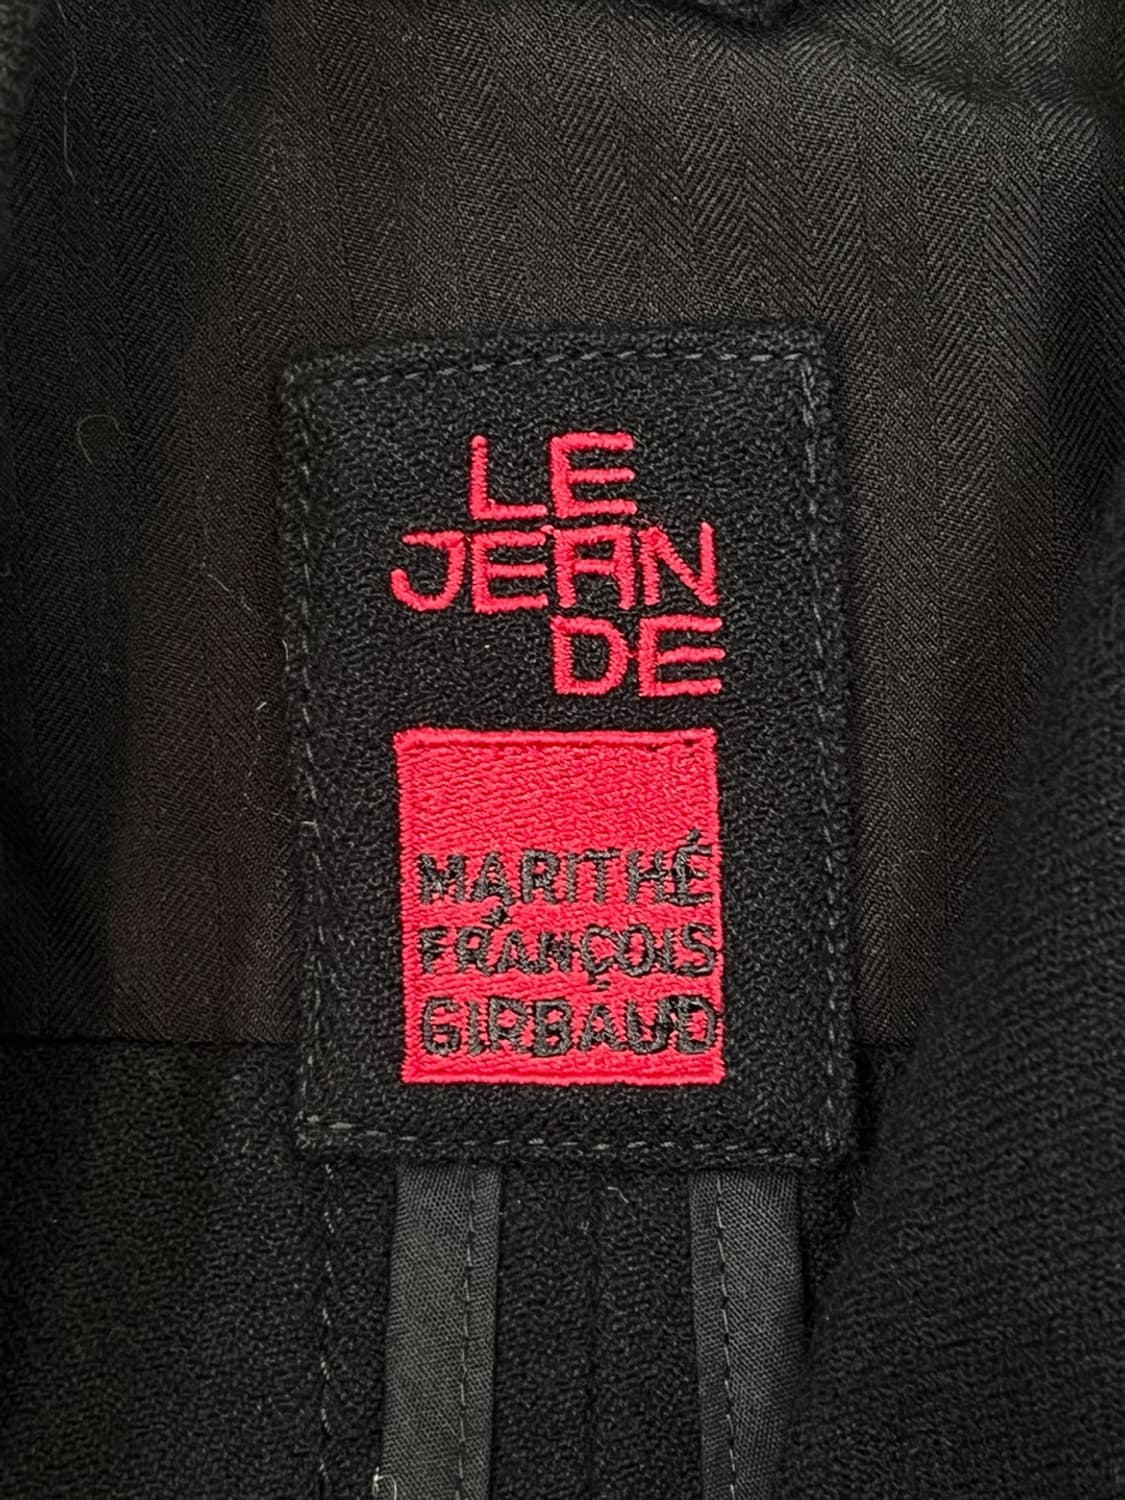 LE
JEAN
DE
MARITHÉ
FRANÇOIS
GIRBAUD